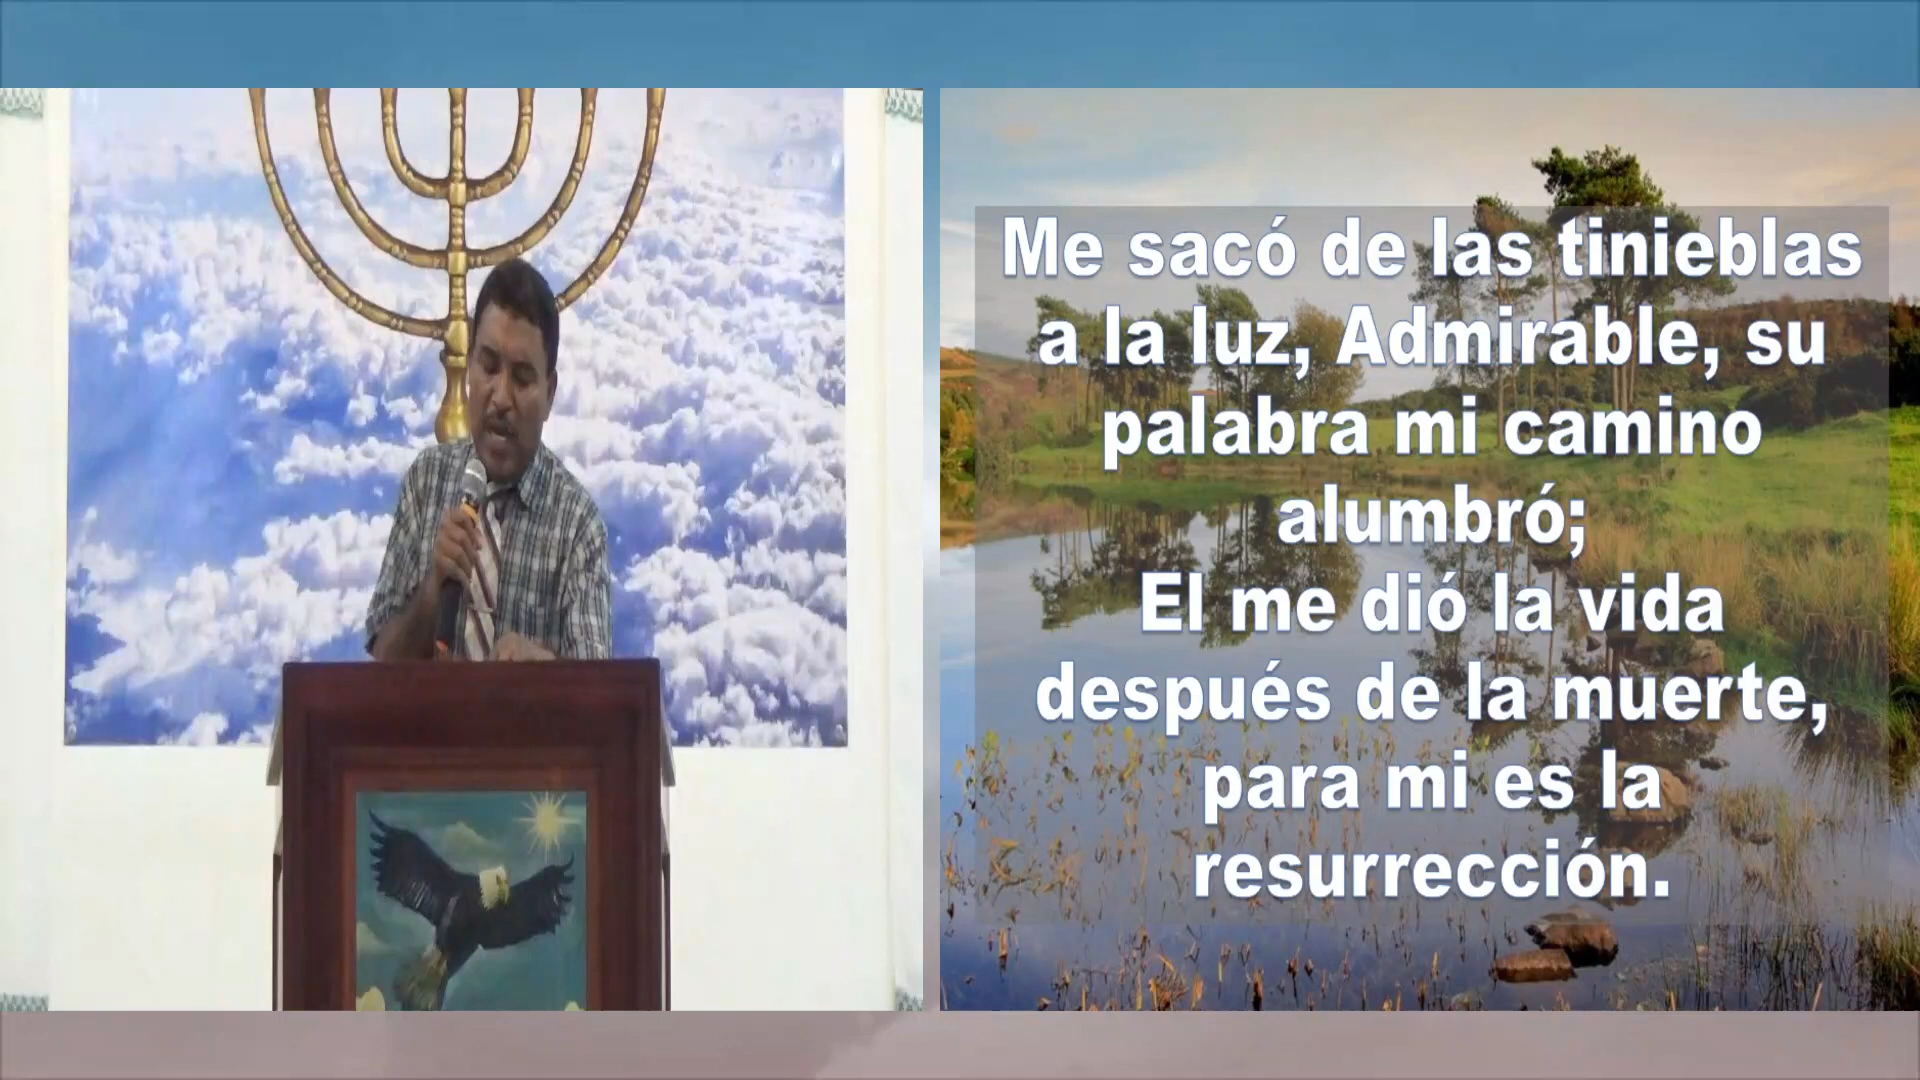 Me sacó de las tinieblas
a la luz, Admirable, su
palabra mi camino
alumbró;
El me dió la vida
después de la muerte,
para mi es la
resurrección.